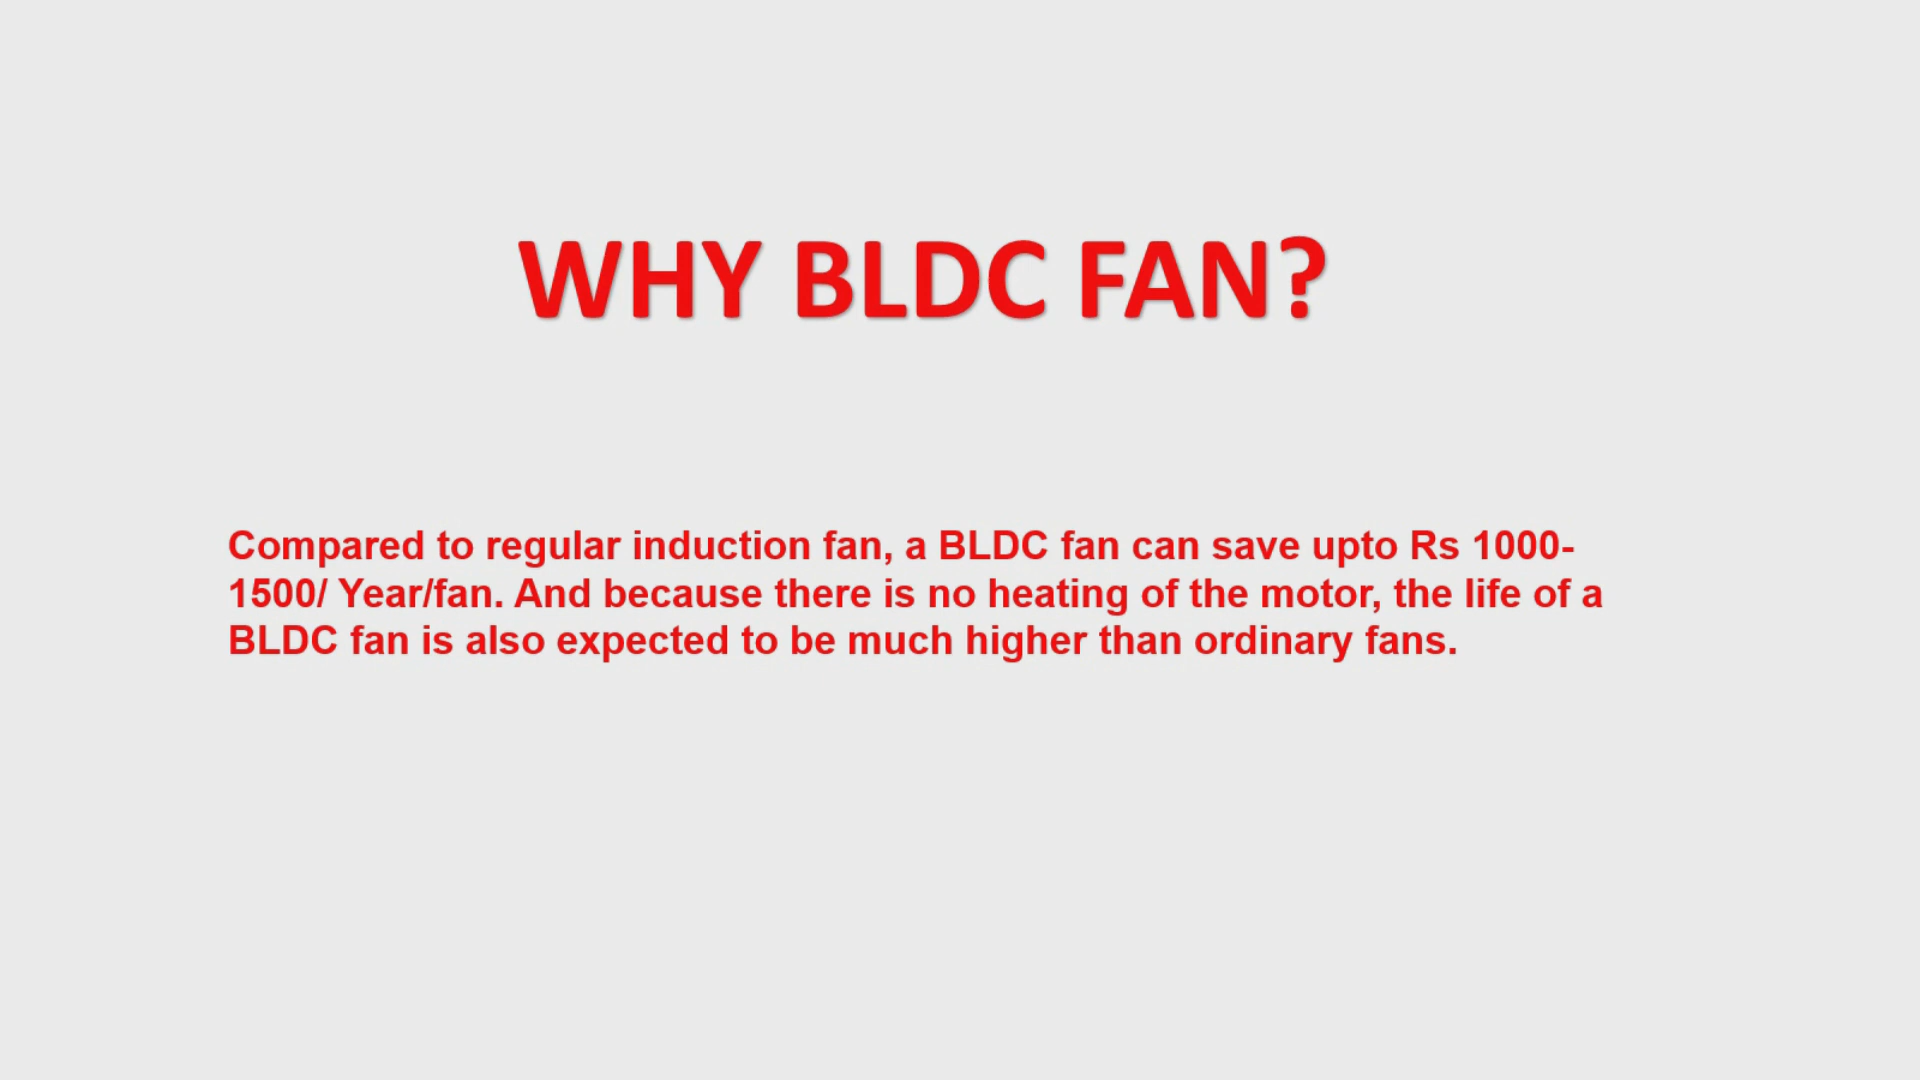 WHY BLDC FAN?
Compared to regular induction fan, a BLDC fan can save upto Rs 1000-
1500/ Year/fan. And because there is no heating of the motor, the life of a
BLDC fan is also expected to be much higher than ordinary fans.